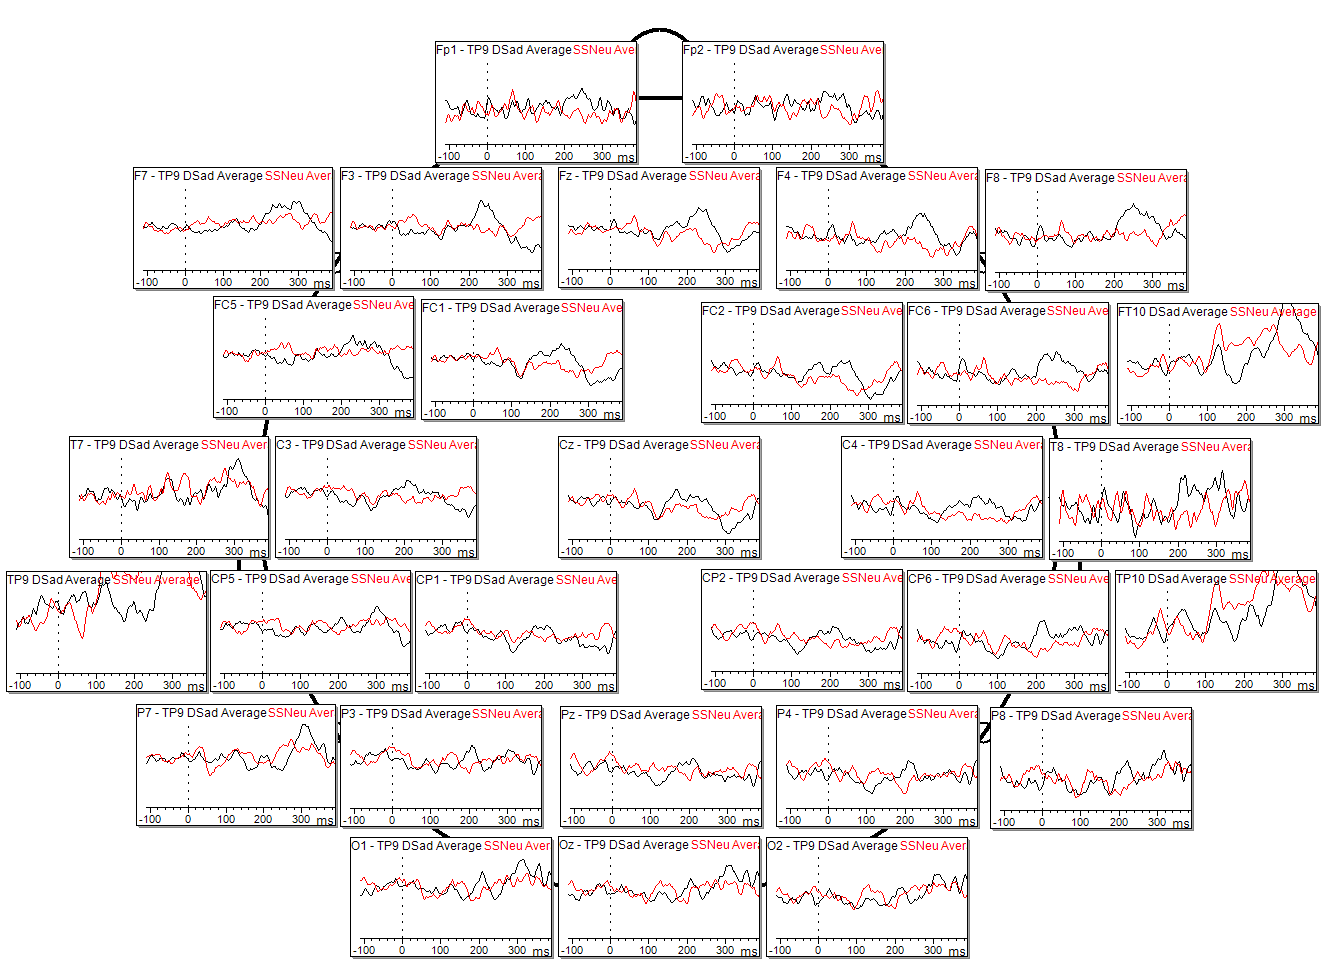 Fp1 - TP9 DSad Average SSNeu Ave
-100 0 100 200 300 ms
Fp2 - TP9 DSad Average SSNeu Ave
-100 0 100 200 300 ms
F7 - TP9 DSad Average SSNeu Aver
-100 0 100 200 300 ms
F3 - TP9 DSad Average SSNeu Avera
-100 0 100 200 300 ms
Fz - TP9 DSad Average SSNeu Avera
-100 0 100 200 300 ms
F4 - TP9 DSad Average SSNeu Avera
-100 0 100 200 300 ms
F8 - TP9 DSad Average SSNeu Aver
-100 0 100 200 300 ms
FC5 - TP9 DSad Average SSNeu Av
-100 0 100 200 300 ms
FC1 - TP9 DSad Average SSNeu Ave
-100 0 100 200 300 ms
FC2 - TP9 DSad Average SSNeu Ave
-100 0 100 200 300 ms
FC6 - TP9 DSad Average SSNeu Ave
-100 0 100 200 300 ms
FT10 DSad Average SSNeu Average
-100 0 100 200 300 ms
T7 - TP9 DSad Average SSNeu Aver
-100 0 100 200 300 ms
C3 - TP9 DSad Average SSNeu Avera
-100 0 100 200 300 ms
Cz - TP9 DSad Average SSNeu Avera
-100 0 100 200 300 ms
C4 - TP9 DSad Average SSNeu Avera
-100 0 100 200 300 ms
T8 - TP9 DSad Average SSNeu Avera
-100 0 100 200 300 ms
TP9 DSad Average SSNeu Average
-100 0 100 200 300 ms
CP5 - TP9 DSad Average SSNeu Ave
-100 0 100 200 300 ms
CP1 - TP9 DSad Average SSNeu Ave
-100 0 100 200 300 ms
CP2 - TP9 DSad Average SSNeu Ave
-100 0 100 200 300 ms
CP6 - TP9 DSad Average SSNeu Ave
-100 0 100 200 300 ms
TP10 DSad Average SSNeu Average
-100 0 100 200 300 ms
P7 - TP9 DSad Average SSNeu Aver
-100 0 100 200 300 ms
P3 - TP9 DSad Average SSNeu Avera
-100 0 100 200 300 ms
Pz - TP9 DSad Average SSNeu Avera
-100 0 100 200 300 ms
P4 - TP9 DSad Average SSNeu Avera
-100 0 100 200 300 ms
P8 - TP9 DSad Average SSNeu Aver
-100 0 100 200 300 ms
O1 - TP9 DSad Average SSNeu Aver
-100 0 100 200 300 ms
Oz - TP9 DSad Average SSNeu Aver
-100 0 100 200 300 ms
O2 - TP9 DSad Average SSNeu Aver
-100 0 100 200 300 ms